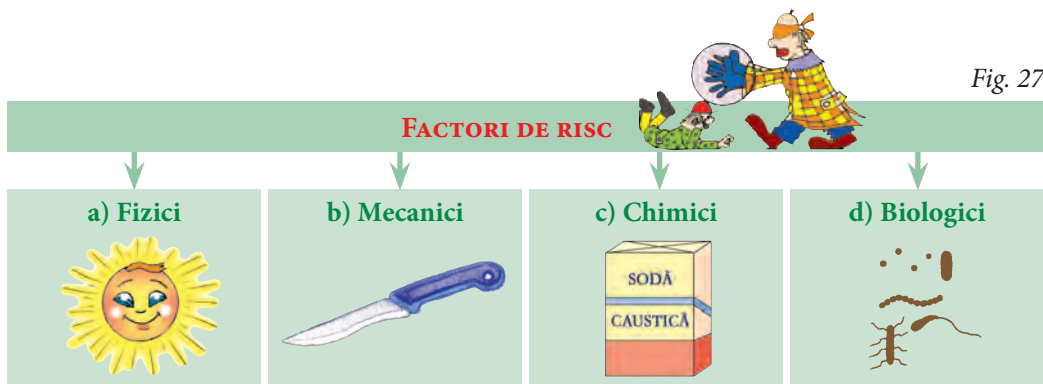 Fig. 27
FACTORI DE RISC
a) Fizici
b) Mecanici
c) Chimici
d) Biologici
SODĂ
CAUSTICĂ